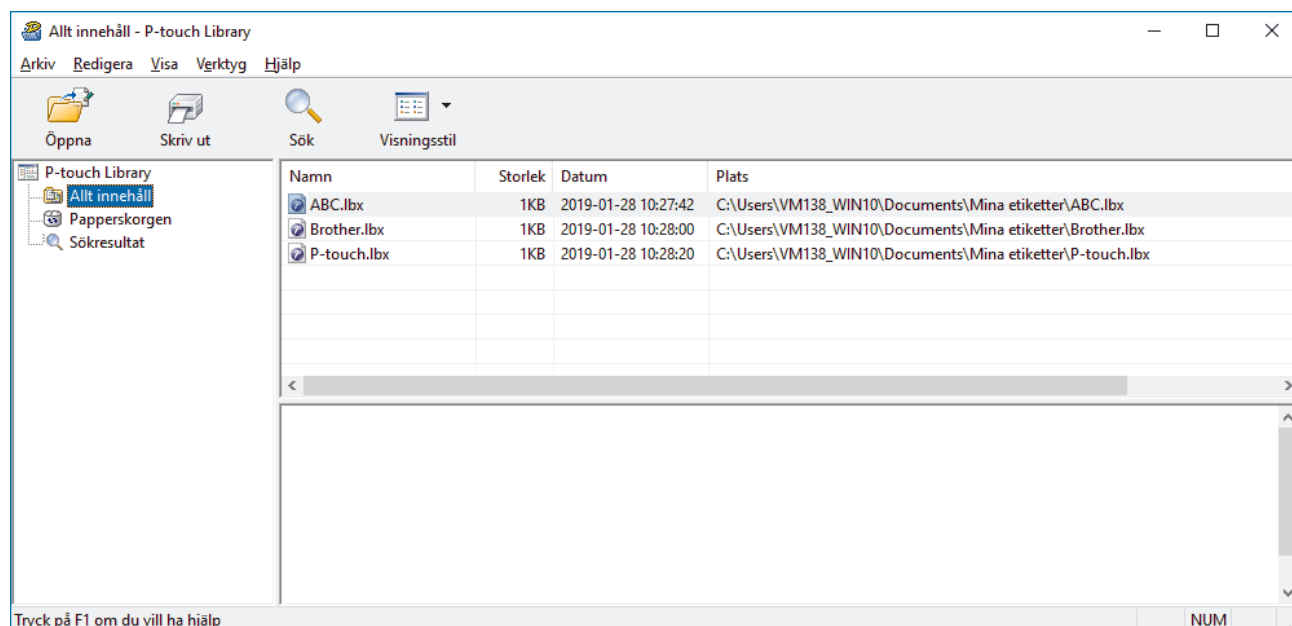 Allt innehåll - P-touch Library
Arkiv Redigera Visa Verktyg Hjälp
Öppna Skriv ut Sök Visningsstil
P-touch Library
Allt innehåll
Papperskorgen
Sökresultat
Namn Storlek Datum Plats
ABC.lbx 1KB 2019-01-28 10:27:42 C:\Users\VM138_WIN10\Documents\Mina etiketter\ABC.lbx
Brother.lbx 1KB 2019-01-28 10:28:00 C:\Users\VM138_WIN10\Documents\Mina etiketter\Brother.lbx
P-touch.lbx 1KB 2019-01-28 10:28:20 C:\Users\VM138_WIN10\Documents\Mina etiketter\P-touch.lbx
Tryck på F1 om du vill ha hjälp NUM